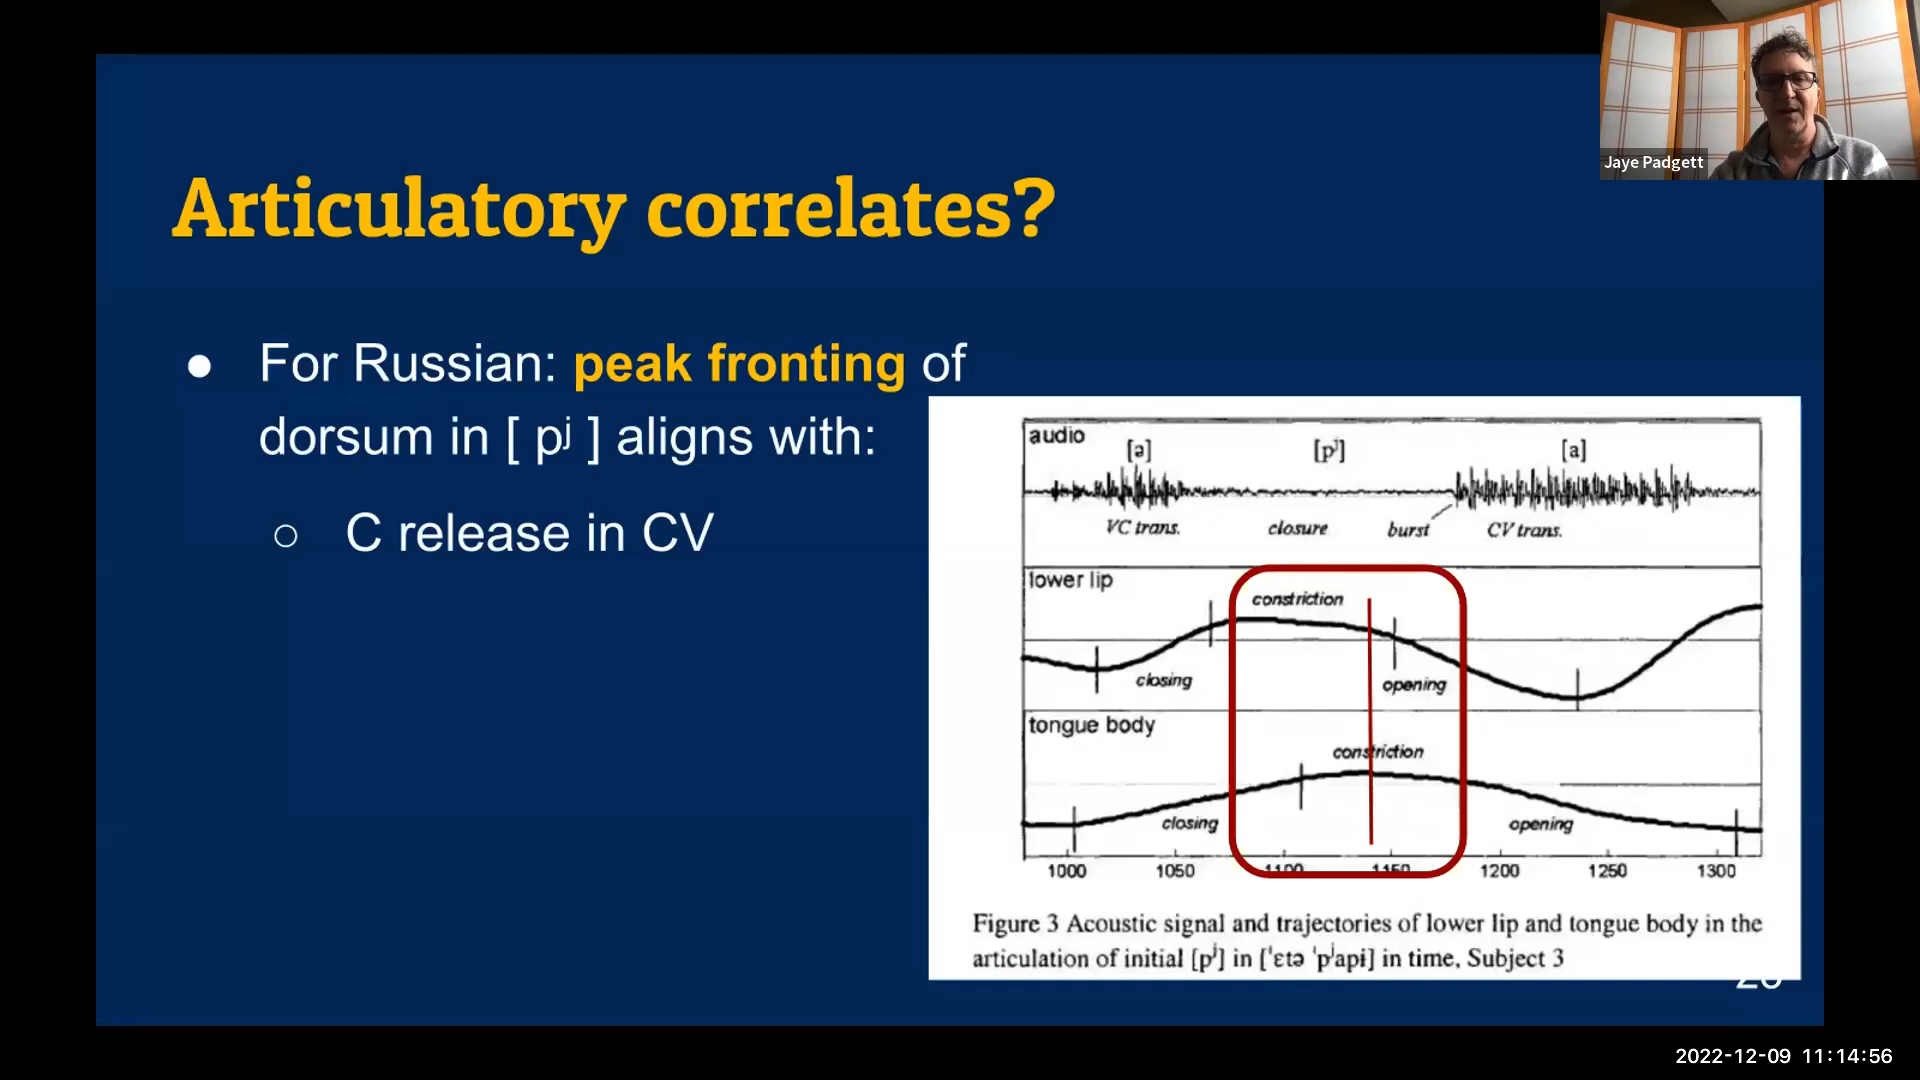 Jaye Padgett
Articulatory correlates?
● For Russian: peak fronting of
dorsum in [ pʲ ] aligns with:
○ C release in CV
audio
[ə] [pʲ] [a]
VC trans. closure burst CV trans.
lower lip
constriction
closing opening
tongue body
constriction
closing opening
1000 1050 1100 1150 1200 1250 1300
Figure 3 Acoustic signal and trajectories of lower lip and tongue body in the
articulation of initial [pʲ] in [ˈɛtə ˈpʲapɨ] in time, Subject 3
2022-12-09 11:14:56